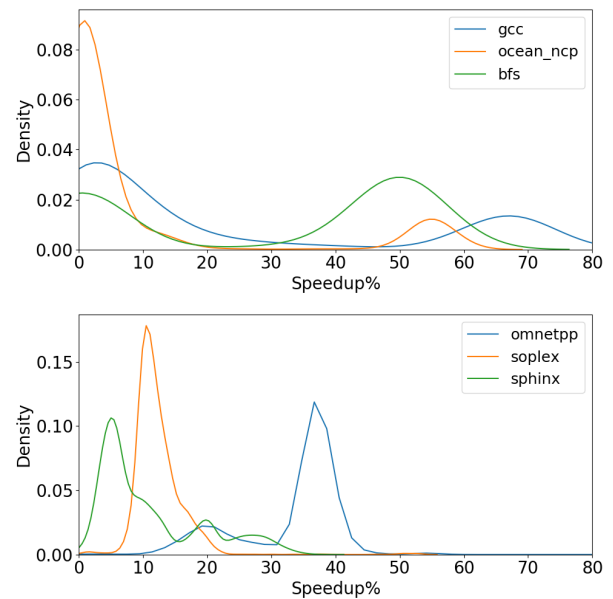 gcc
ocean_ncp
bfs
Density
0.08
0.06
0.04
0.02
0.00
0 10 20 30 40 50 60 70 80
Speedup%
omnetpp
soplex
sphinx
Density
0.15
0.10
0.05
0.00
0 10 20 30 40 50 60 70 80
Speedup%